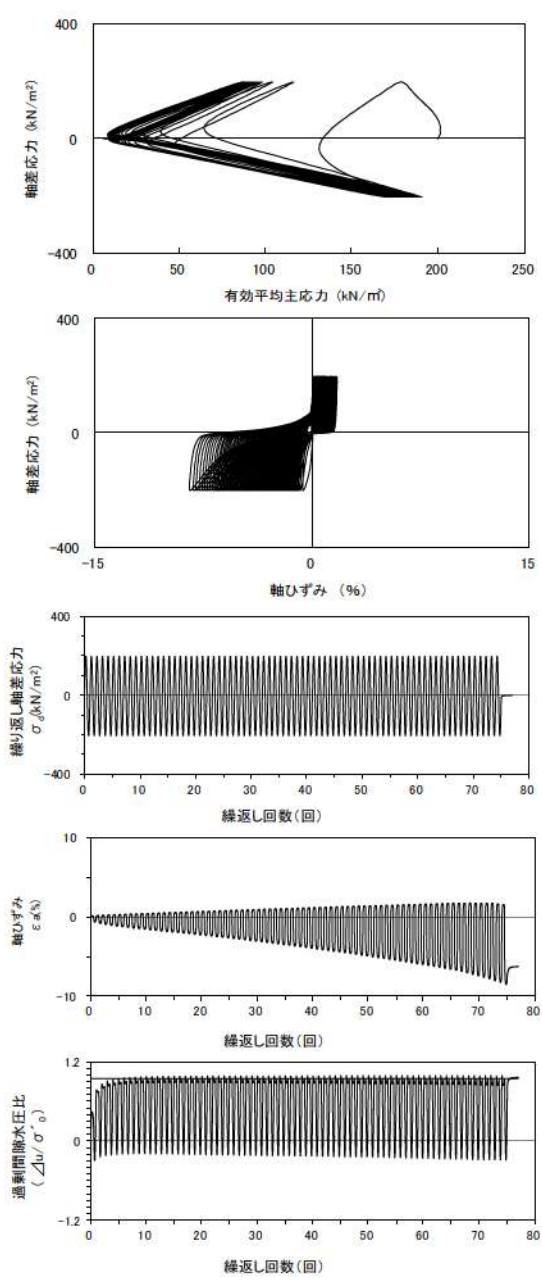 400
0
-400
軸差応力 (kN/m²)
0 50 100 150 200 250
有効平均主応力 (kN/㎡)
400
0
-400
軸差応力 (kN/m²)
-15 0 15
軸ひずみ (%)
400
0
-400
繰り返し軸差応力
σd(kN/m²)
0 10 20 30 40 50 60 70 80
繰返し回数(回)
10
0
-10
軸ひずみ
εa(%)
0 10 20 30 40 50 60 70 80
繰返し回数(回)
1.2
0
-1.2
過剰間隙水圧比
(⊿u/σ´0)
0 10 20 30 40 50 60 70 80
繰返し回数(回)